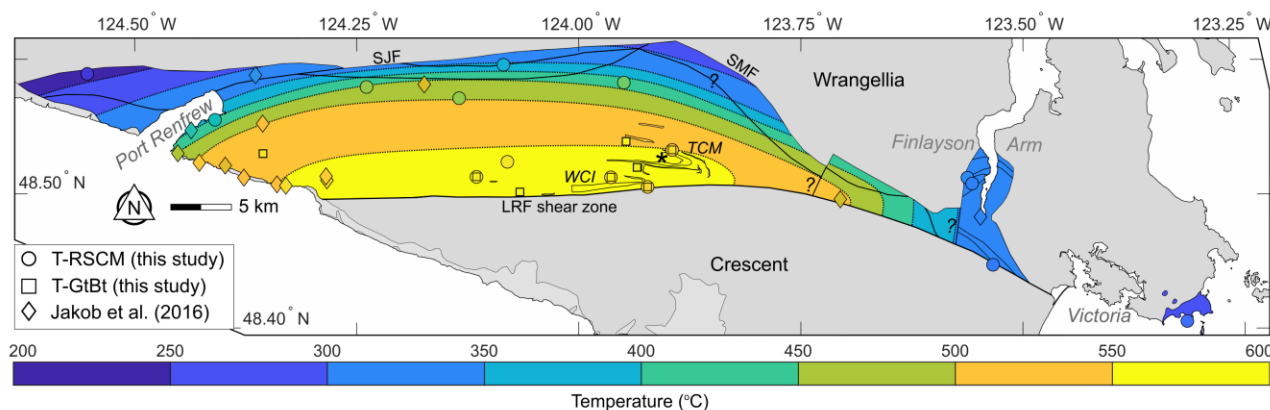 124.50 ° W 124.25 ° W 124.00 ° W 123.75 ° W 123.50 ° W 123.25 ° W
SJF
SMF
?
Wrangellia
Port Renfrew
Finlayson Arm
TCM
*
48.50 ° N
WCI
?
N
5 km
LRF shear zone
?
T-RSCM (this study)
T-GtBt (this study)
Jakob et al. (2016)
Crescent
48.40 ° N
Victoria
200 250 300 350 400 450 500 550 600
Temperature (°C)